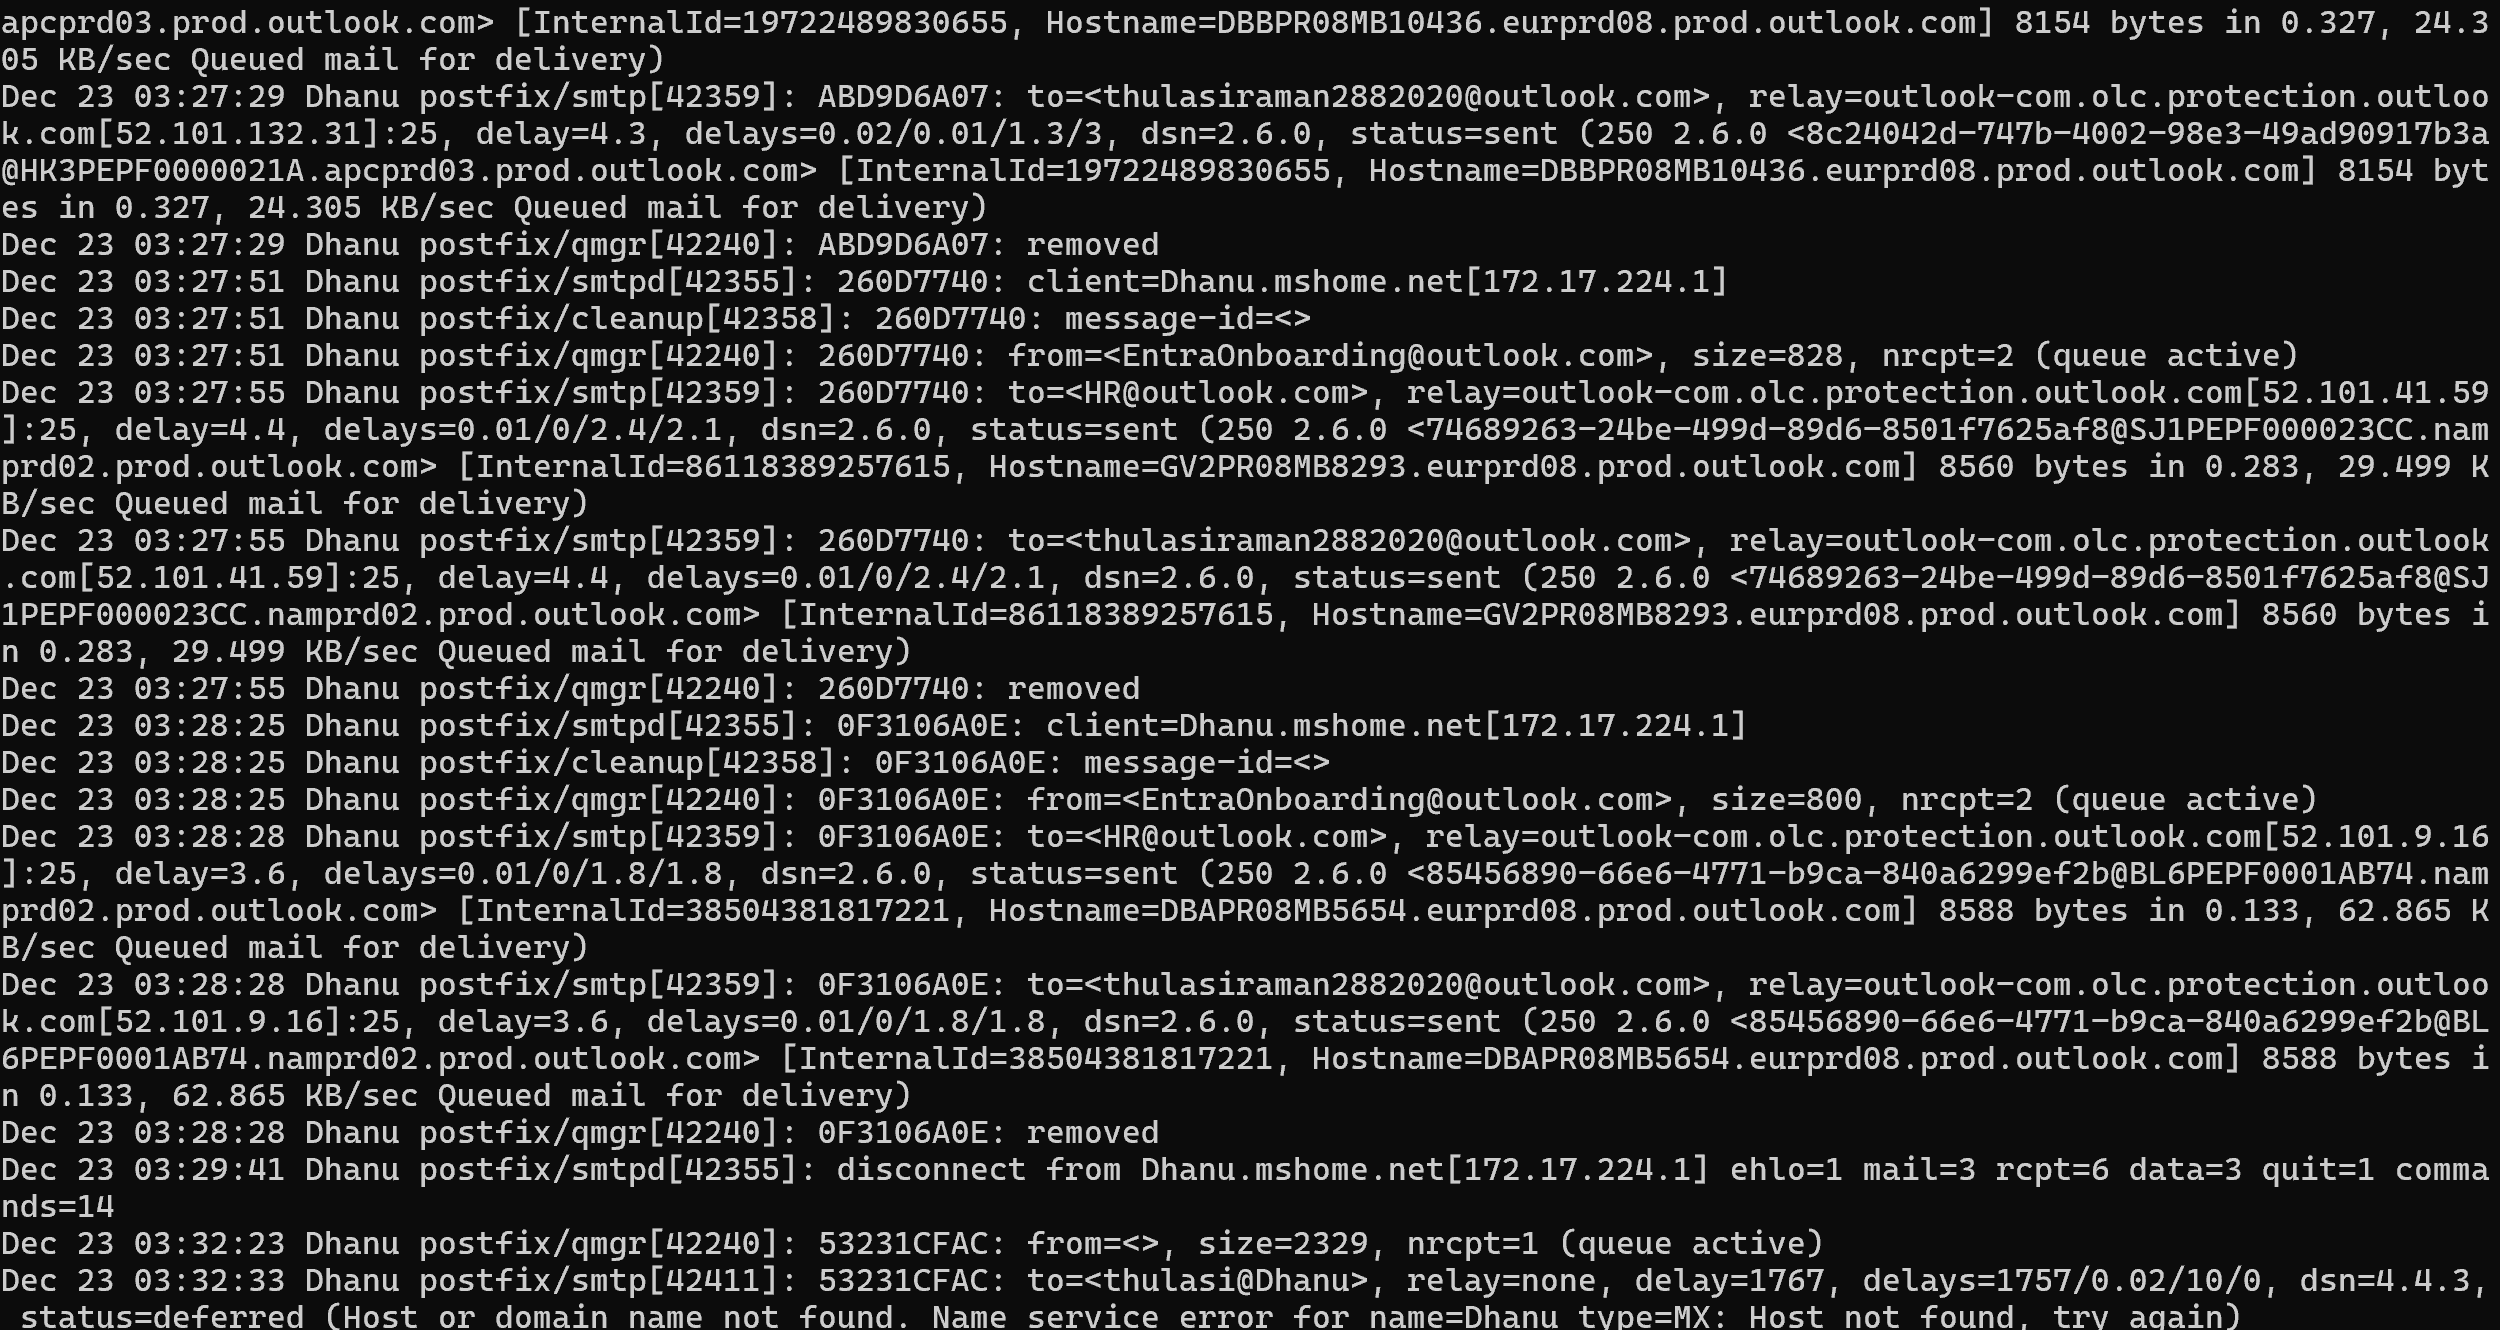 apcprd03.prod.outlook.com> [InternalId=19722489830655, Hostname=DBBPR08MB10436.eurprd08.prod.outlook.com] 8154 bytes in 0.327, 24.3
05 KB/sec Queued mail for delivery)
Dec 23 03:27:29 Dhanu postfix/smtp[42359]: ABD9D6A07: to=<thulasiraman2882020@outlook.com>, relay=outlook-com.olc.protection.outloo
k.com[52.101.132.31]:25, delay=4.3, delays=0.02/0.01/1.3/3, dsn=2.6.0, status=sent (250 2.6.0 <8c24042d-747b-4002-98e3-49ad90917b3a
@HK3PEPF0000021A.apcprd03.prod.outlook.com> [InternalId=19722489830655, Hostname=DBBPR08MB10436.eurprd08.prod.outlook.com] 8154 byt
es in 0.327, 24.305 KB/sec Queued mail for delivery)
Dec 23 03:27:29 Dhanu postfix/qmgr[42240]: ABD9D6A07: removed
Dec 23 03:27:51 Dhanu postfix/smtpd[42355]: 260D7740: client=Dhanu.mshome.net[172.17.224.1]
Dec 23 03:27:51 Dhanu postfix/cleanup[42358]: 260D7740: message-id=<>
Dec 23 03:27:51 Dhanu postfix/qmgr[42240]: 260D7740: from=<EntraOnboarding@outlook.com>, size=828, nrcpt=2 (queue active)
Dec 23 03:27:55 Dhanu postfix/smtp[42359]: 260D7740: to=<HR@outlook.com>, relay=outlook-com.olc.protection.outlook.com[52.101.41.59
]:25, delay=4.4, delays=0.01/0/2.4/2.1, dsn=2.6.0, status=sent (250 2.6.0 <74689263-24be-499d-89d6-8501f7625af8@SJ1PEPF000023CC.nam
prd02.prod.outlook.com> [InternalId=86118389257615, Hostname=GV2PR08MB8293.eurprd08.prod.outlook.com] 8560 bytes in 0.283, 29.499 K
B/sec Queued mail for delivery)
Dec 23 03:27:55 Dhanu postfix/smtp[42359]: 260D7740: to=<thulasiraman2882020@outlook.com>, relay=outlook-com.olc.protection.outlook
.com[52.101.41.59]:25, delay=4.4, delays=0.01/0/2.4/2.1, dsn=2.6.0, status=sent (250 2.6.0 <74689263-24be-499d-89d6-8501f7625af8@SJ
1PEPF000023CC.namprd02.prod.outlook.com> [InternalId=86118389257615, Hostname=GV2PR08MB8293.eurprd08.prod.outlook.com] 8560 bytes i
n 0.283, 29.499 KB/sec Queued mail for delivery)
Dec 23 03:27:55 Dhanu postfix/qmgr[42240]: 260D7740: removed
Dec 23 03:28:25 Dhanu postfix/smtpd[42355]: 0F3106A0E: client=Dhanu.mshome.net[172.17.224.1]
Dec 23 03:28:25 Dhanu postfix/cleanup[42358]: 0F3106A0E: message-id=<>
Dec 23 03:28:25 Dhanu postfix/qmgr[42240]: 0F3106A0E: from=<EntraOnboarding@outlook.com>, size=800, nrcpt=2 (queue active)
Dec 23 03:28:28 Dhanu postfix/smtp[42359]: 0F3106A0E: to=<HR@outlook.com>, relay=outlook-com.olc.protection.outlook.com[52.101.9.16
]:25, delay=3.6, delays=0.01/0/1.8/1.8, dsn=2.6.0, status=sent (250 2.6.0 <85456890-66e6-4771-b9ca-840a6299ef2b@BL6PEPF0001AB74.nam
prd02.prod.outlook.com> [InternalId=38504381817221, Hostname=DBAPR08MB5654.eurprd08.prod.outlook.com] 8588 bytes in 0.133, 62.865 K
B/sec Queued mail for delivery)
Dec 23 03:28:28 Dhanu postfix/smtp[42359]: 0F3106A0E: to=<thulasiraman2882020@outlook.com>, relay=outlook-com.olc.protection.outloo
k.com[52.101.9.16]:25, delay=3.6, delays=0.01/0/1.8/1.8, dsn=2.6.0, status=sent (250 2.6.0 <85456890-66e6-4771-b9ca-840a6299ef2b@BL
6PEPF0001AB74.namprd02.prod.outlook.com> [InternalId=38504381817221, Hostname=DBAPR08MB5654.eurprd08.prod.outlook.com] 8588 bytes i
n 0.133, 62.865 KB/sec Queued mail for delivery)
Dec 23 03:28:28 Dhanu postfix/qmgr[42240]: 0F3106A0E: removed
Dec 23 03:29:41 Dhanu postfix/smtpd[42355]: disconnect from Dhanu.mshome.net[172.17.224.1] ehlo=1 mail=3 rcpt=6 data=3 quit=1 comma
nds=14
Dec 23 03:32:23 Dhanu postfix/qmgr[42240]: 53231CFAC: from=<>, size=2329, nrcpt=1 (queue active)
Dec 23 03:32:33 Dhanu postfix/smtp[42411]: 53231CFAC: to=<thulasi@Dhanu>, relay=none, delay=1767, delays=1757/0.02/10/0, dsn=4.4.3,
 status=deferred (Host or domain name not found. Name service error for name=Dhanu type=MX: Host not found, try again)